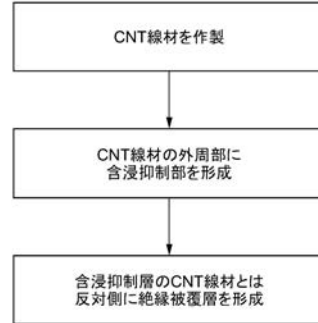 CNT線材を作製
CNT線材の外周部に
含浸抑制部を形成
含浸抑制層のCNT線材とは
反対側に絶縁被覆層を形成